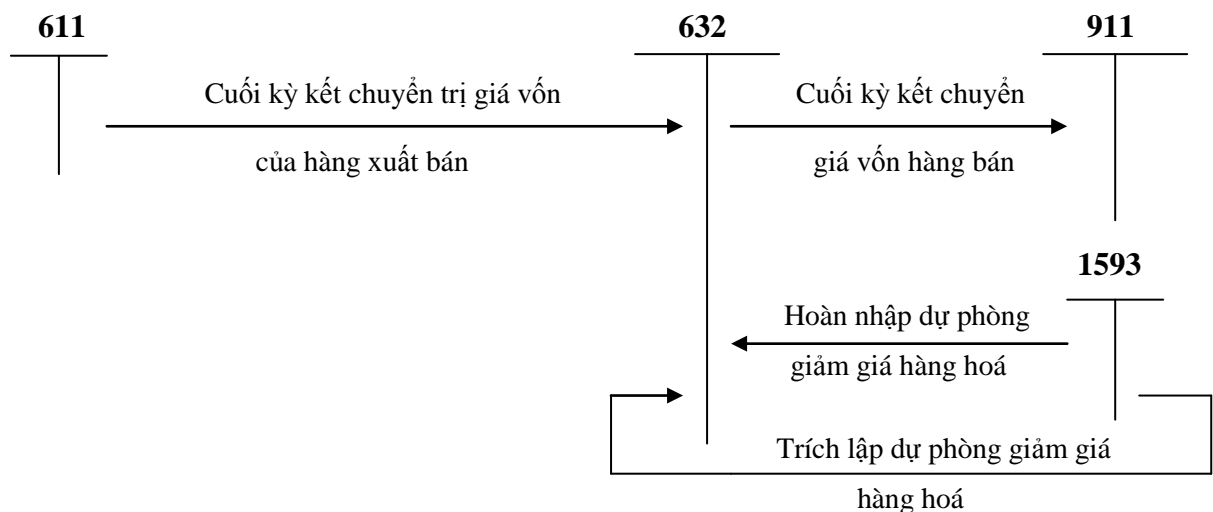 611
632
911
Cuối kỳ kết chuyển trị giá vốn
của hàng xuất bán
Cuối kỳ kết chuyển
giá vốn hàng bán
1593
Hoàn nhập dự phòng
giảm giá hàng hoá
Trích lập dự phòng giảm giá
hàng hoá